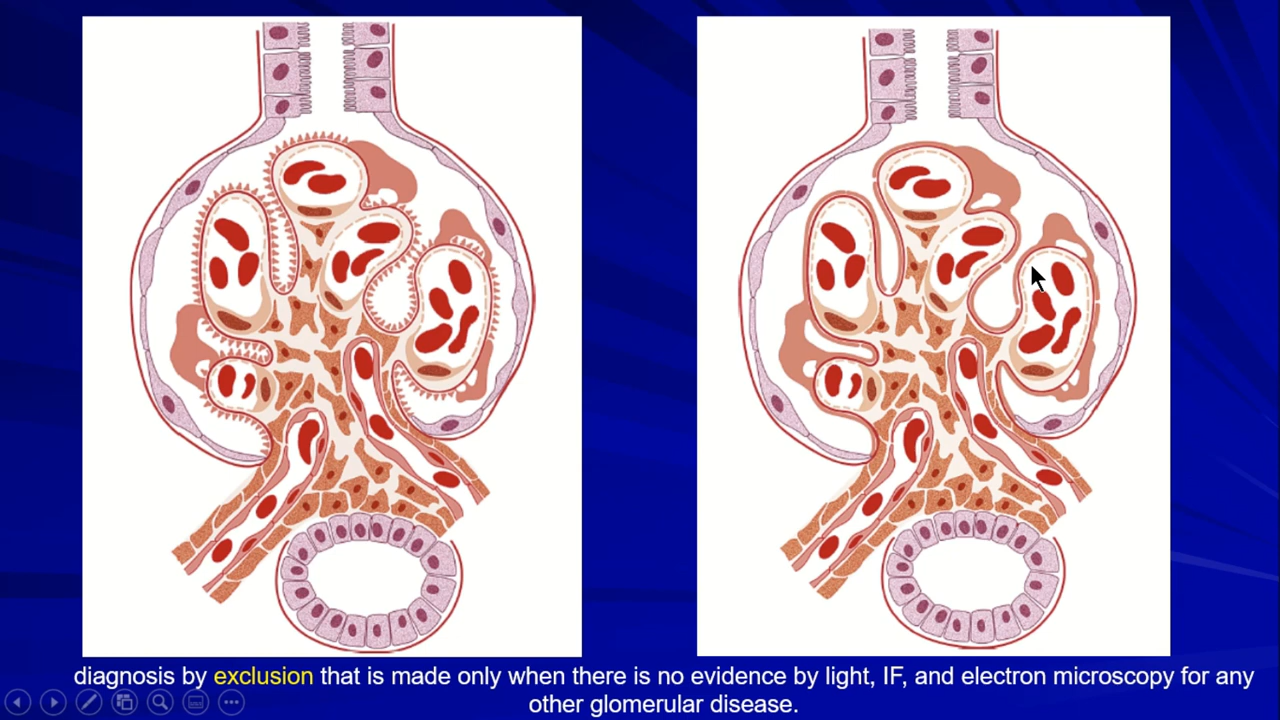 diagnosis by exclusion that is made only when there is no evidence by light, IF, and electron microscopy for any
other glomerular disease.